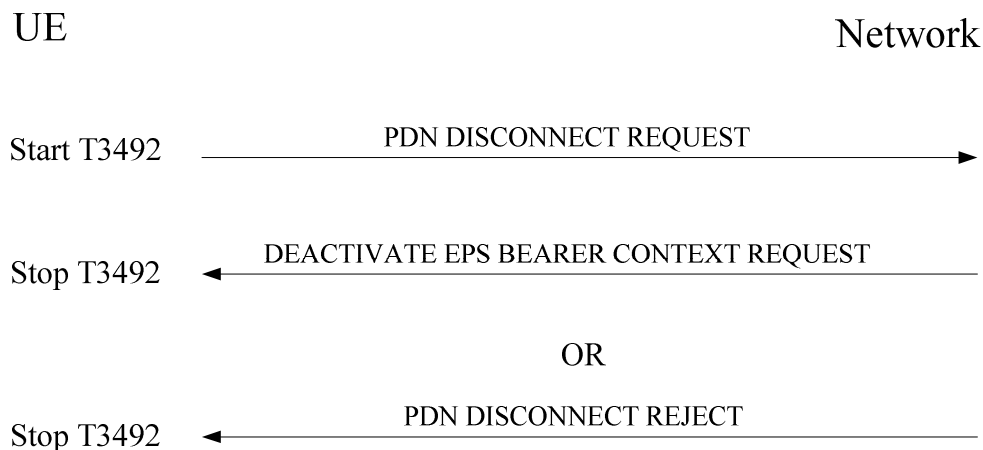 UE
Network
Start T3492
PDN DISCONNECT REQUEST
Stop T3492
DEACTIVATE EPS BEARER CONTEXT REQUEST
OR
Stop T3492
PDN DISCONNECT REJECT